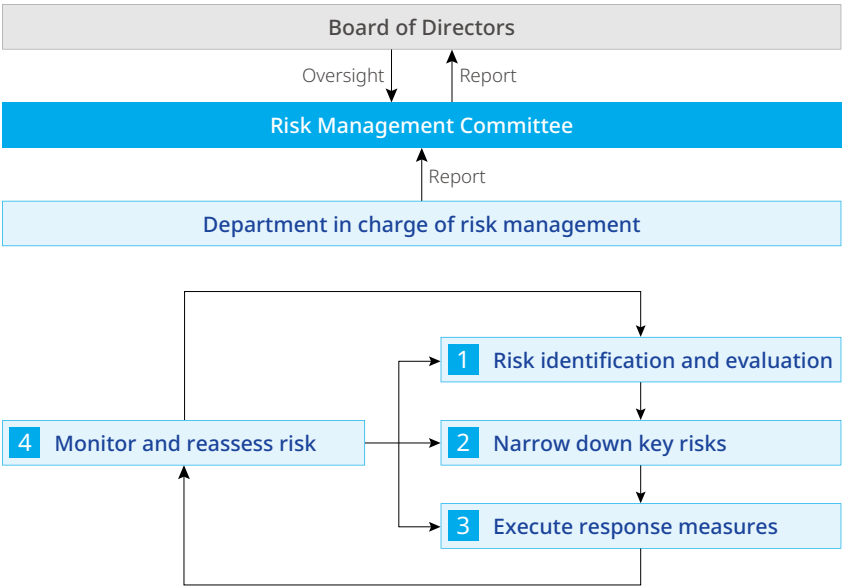 Board of Directors
Oversight
Report
Risk Management Committee
Report
Department in charge of risk management
1 Risk identification and evaluation
4 Monitor and reassess risk
2 Narrow down key risks
3 Execute response measures